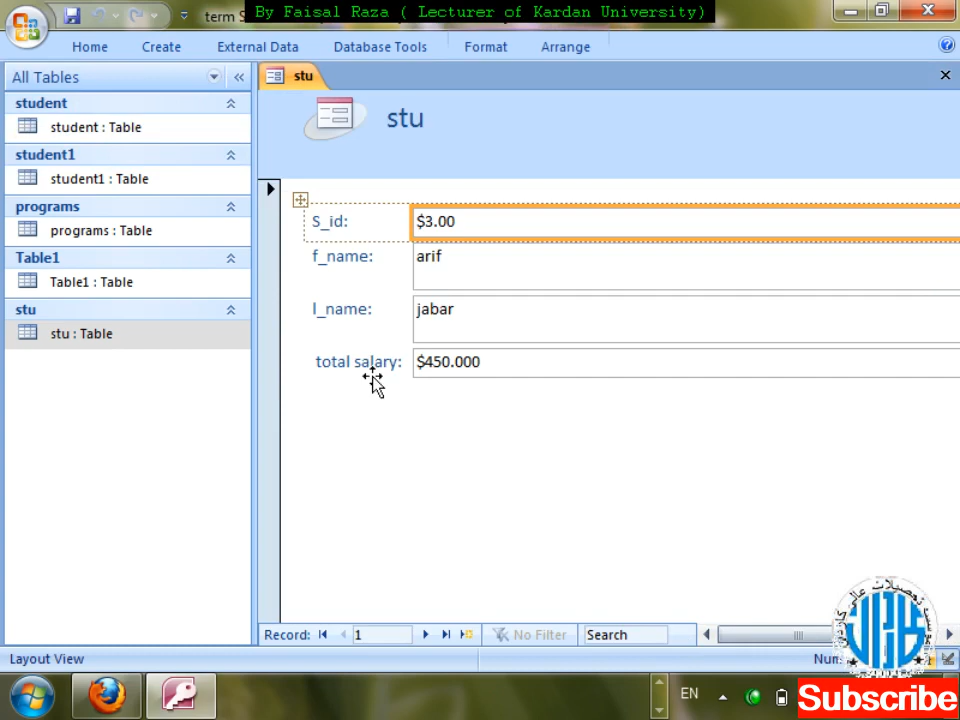 By Faisal Raza ( Lecturer of Kardan University)
term S
Home
Create
External Data
Database Tools
Format
Arrange
All Tables
stu
student
student : Table
stu
student1
student1 : Table
programs
programs : Table
Table1
Table1 : Table
stu
stu : Table
S_id:
$3.00
f_name:
arif
l_name:
jabar
total salary:
$450.000
Record:
1
No Filter
Search
Layout View
Num
EN
Subscribe